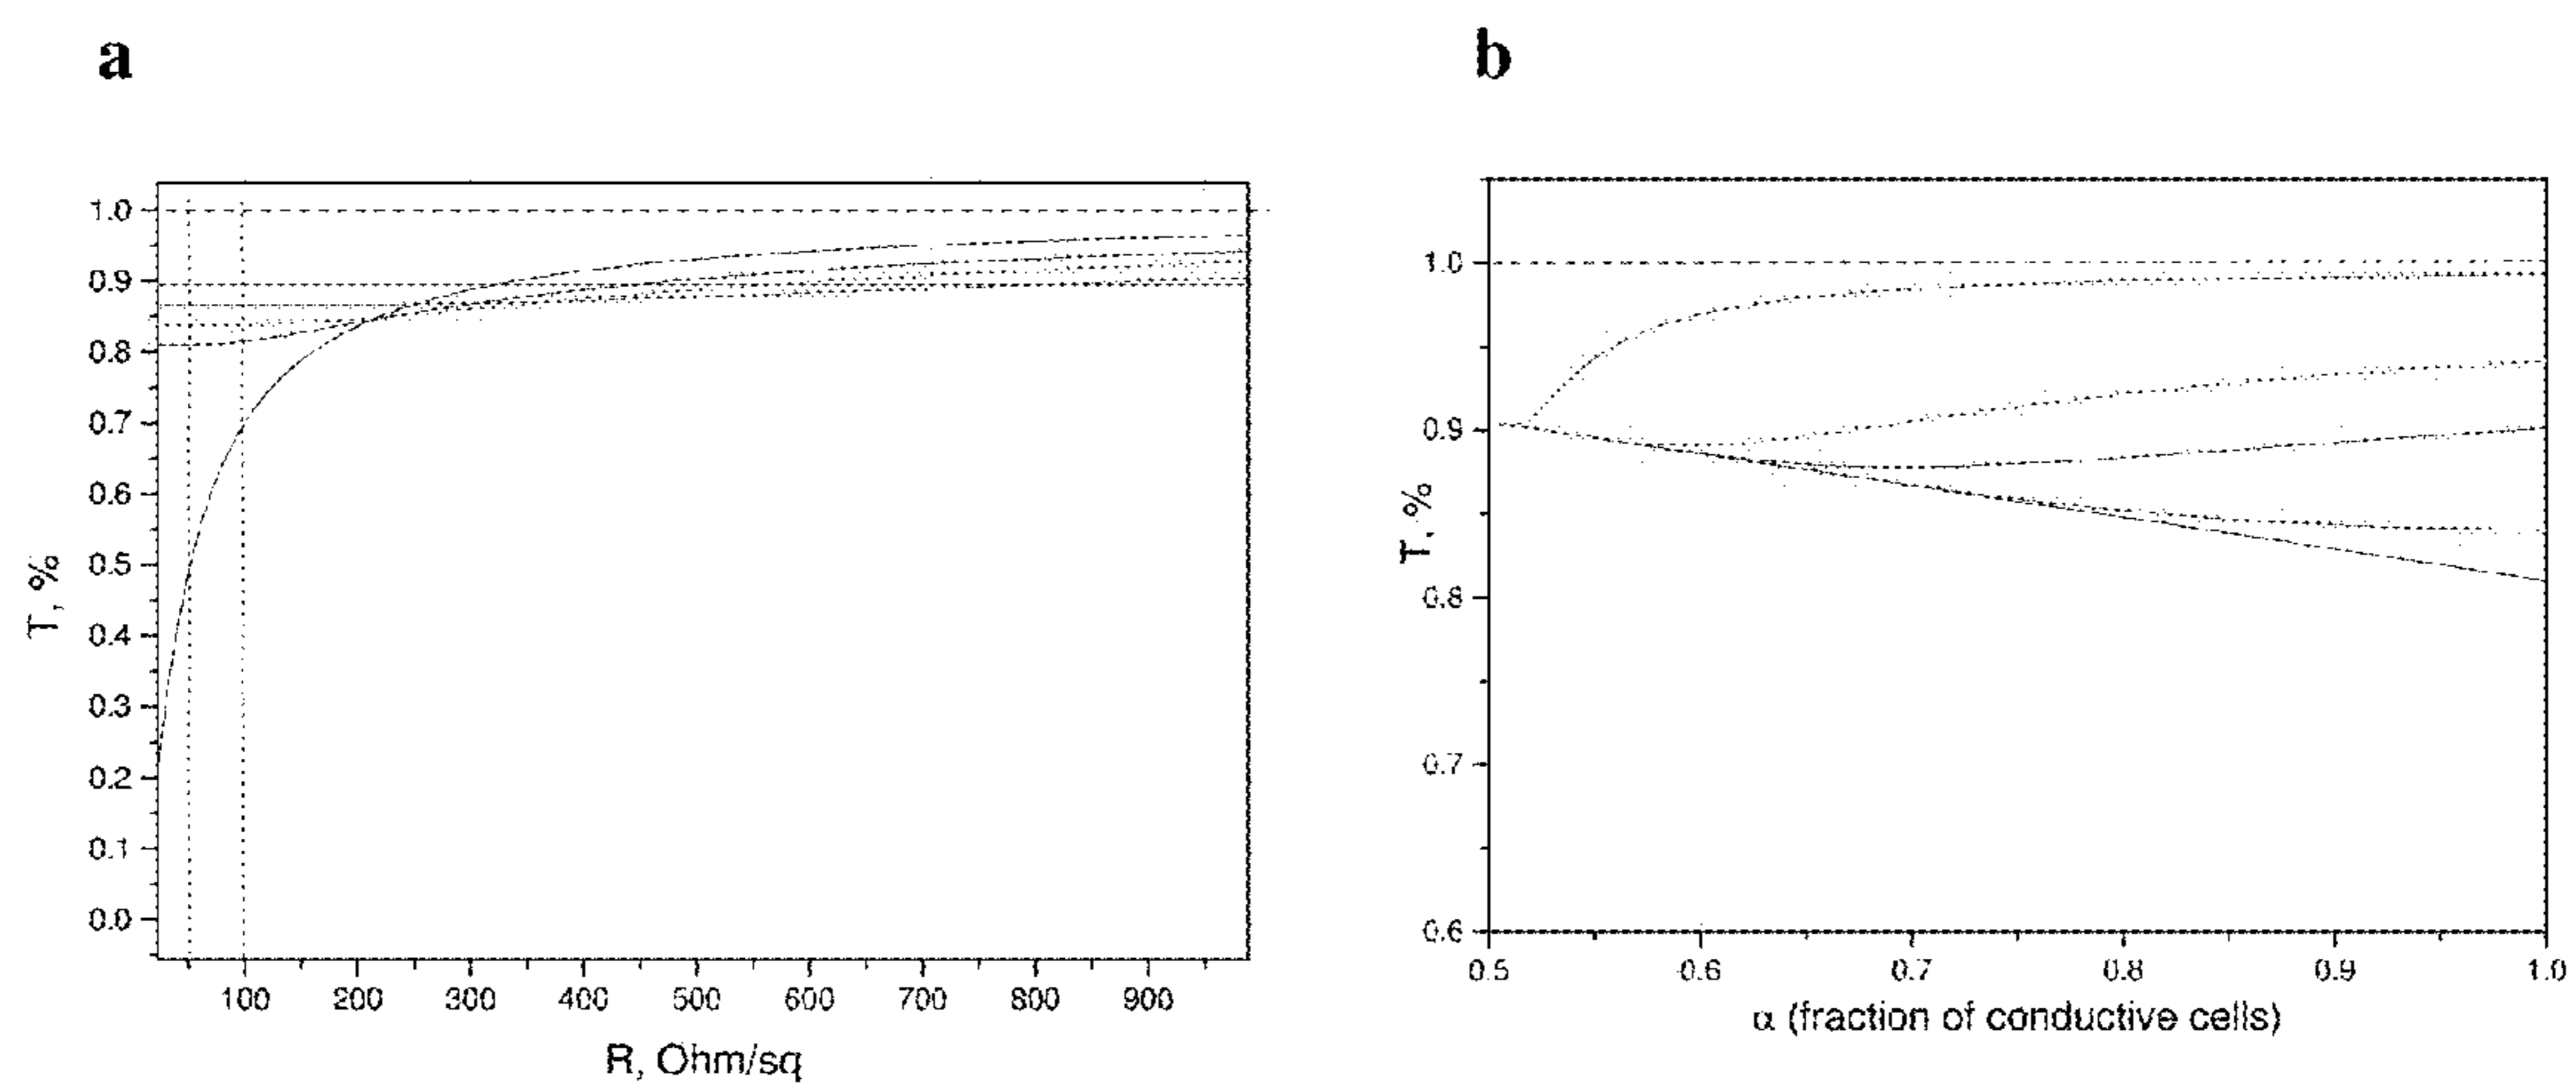 a
1.0
0.9
0.8
0.7
0.6
0.5
0.4
0.3
0.2
0.1
0.0
T, %
100 200 300 400 500 600 700 800 900
R, Ohm/sq
b
1.0
0.9
0.8
0.7
0.6
T, %
0.5 0.6 0.7 0.8 0.9 1.0
α (fraction of conductive cells)